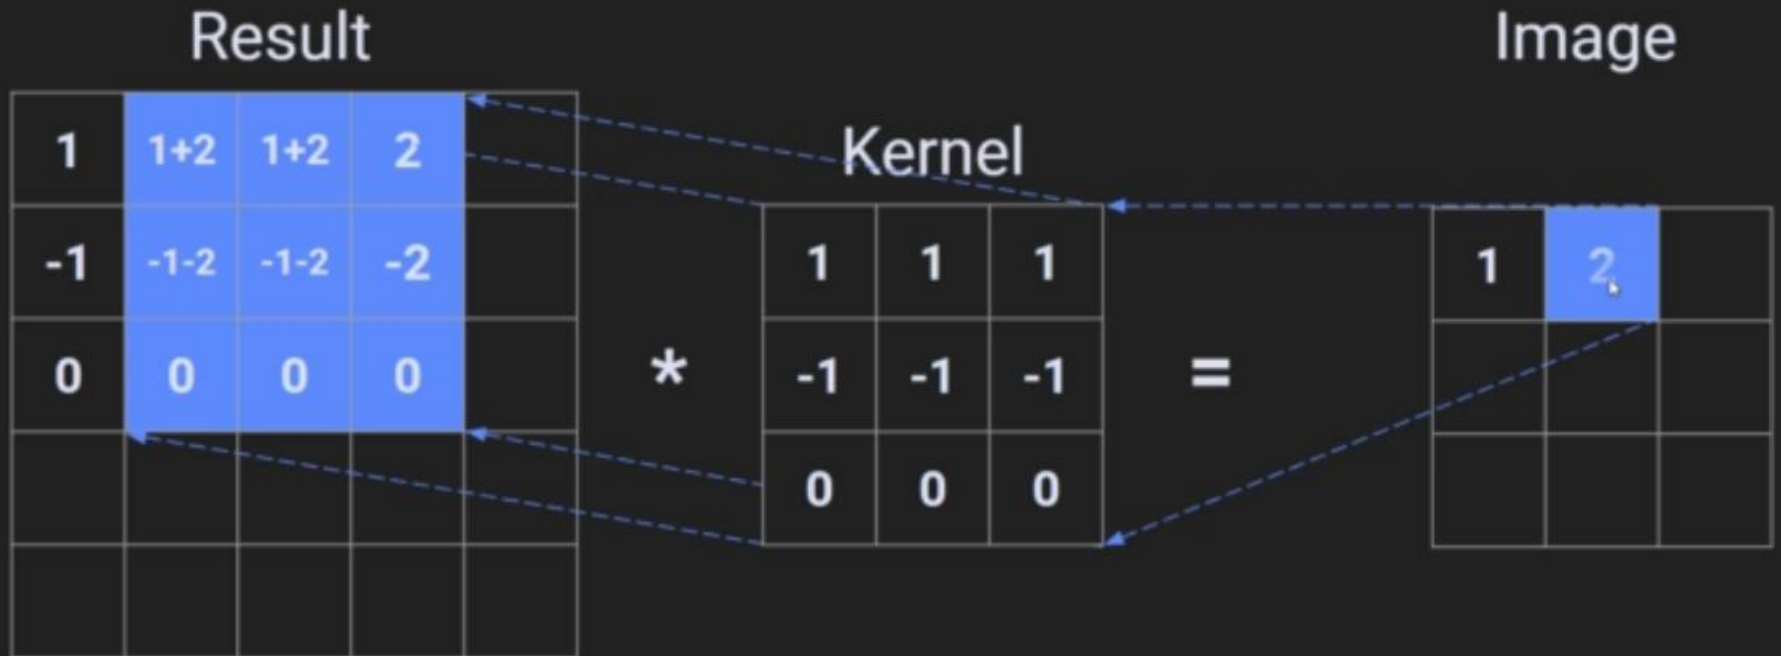 Result
Image
Kernel
1 1+2 1+2 2
-1 -1-2 -1-2 -2
0 0 0 0
*
1 1 1
-1 -1 -1
0 0 0
=
1 2